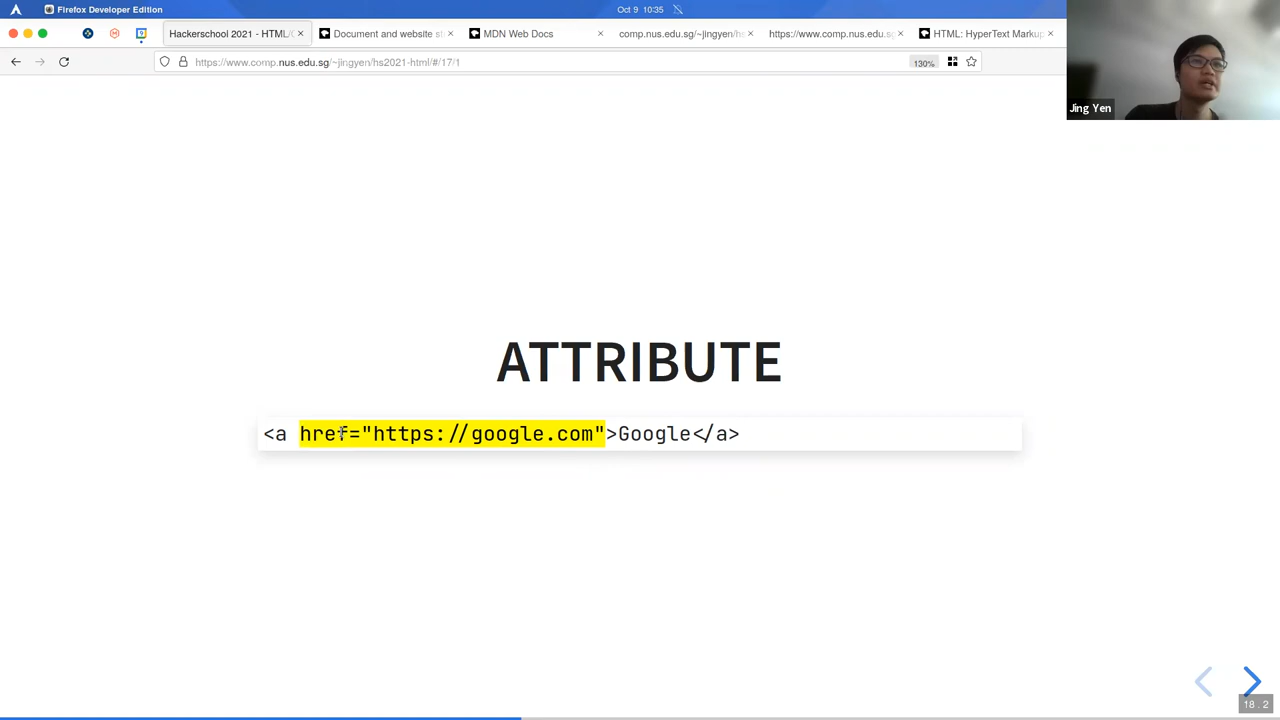 Firefox Developer Edition
Oct 9 10:35
Hackerschool 2021 - HTML/C
Document and website st
MDN Web Docs
comp.nus.edu.sg/~jingyen/hs
https://www.comp.nus.edu.sg
HTML: HyperText Markup
https://www.comp.nus.edu.sg/~jingyen/hs2021-html/#/17/1
130%
Jing Yen
ATTRIBUTE
<a href="https://google.com">Google</a>
18.2